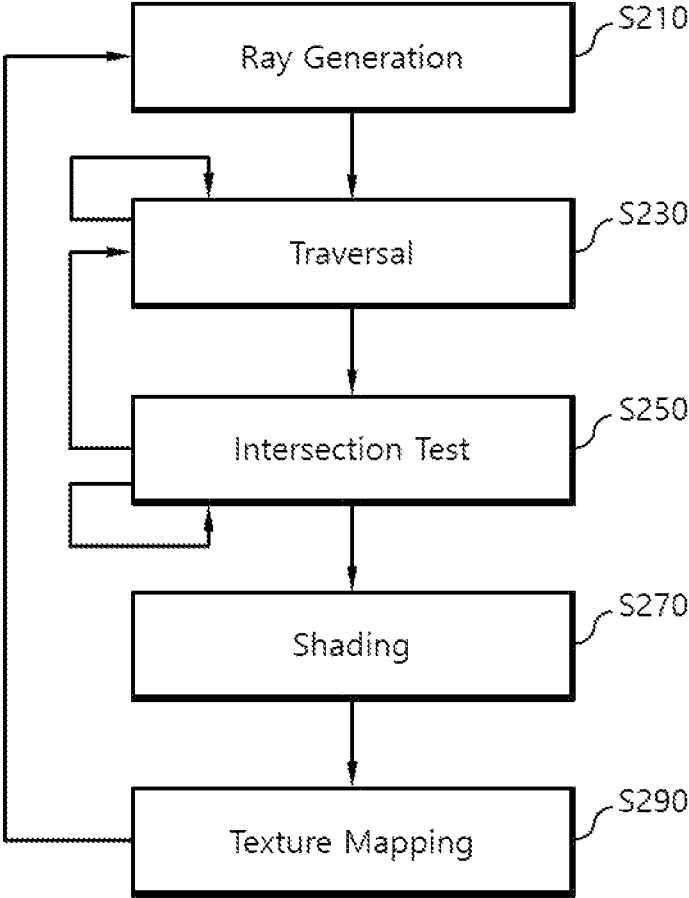 Ray Generation
S210
Traversal
S230
Intersection Test
S250
Shading
S270
Texture Mapping
S290